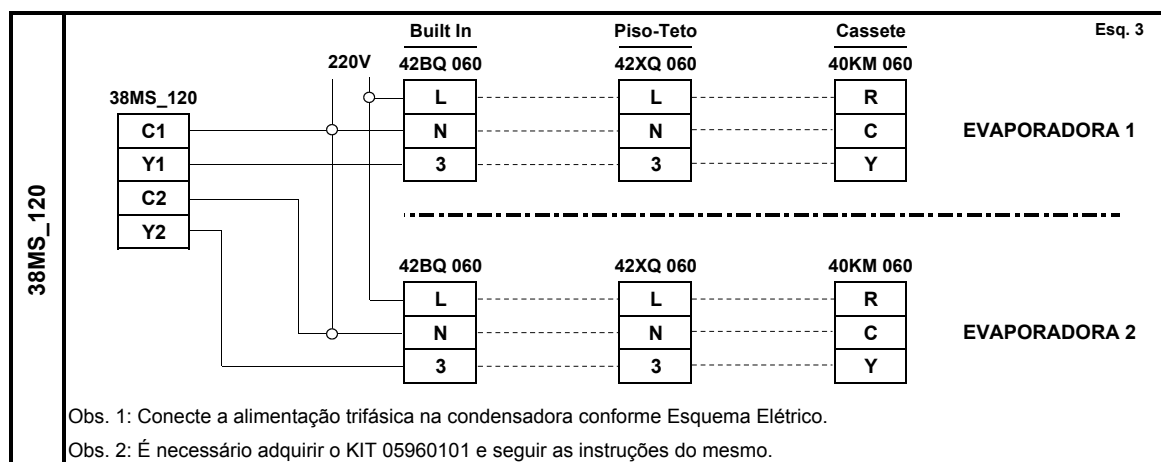 Built In Piso-Teto Cassete Esq. 3
220V 42BQ 060 42XQ 060 40KM 060
38MS_120
L L R
C1 N N C EVAPORADORA 1
Y1 3 3 Y
C2
Y2
38MS_120
42BQ 060 42XQ 060 40KM 060
L L R
N N C EVAPORADORA 2
3 3 Y
Obs. 1: Conecte a alimentação trifásica na condensadora conforme Esquema Elétrico.
Obs. 2: É necessário adquirir o KIT 05960101 e seguir as instruções do mesmo.